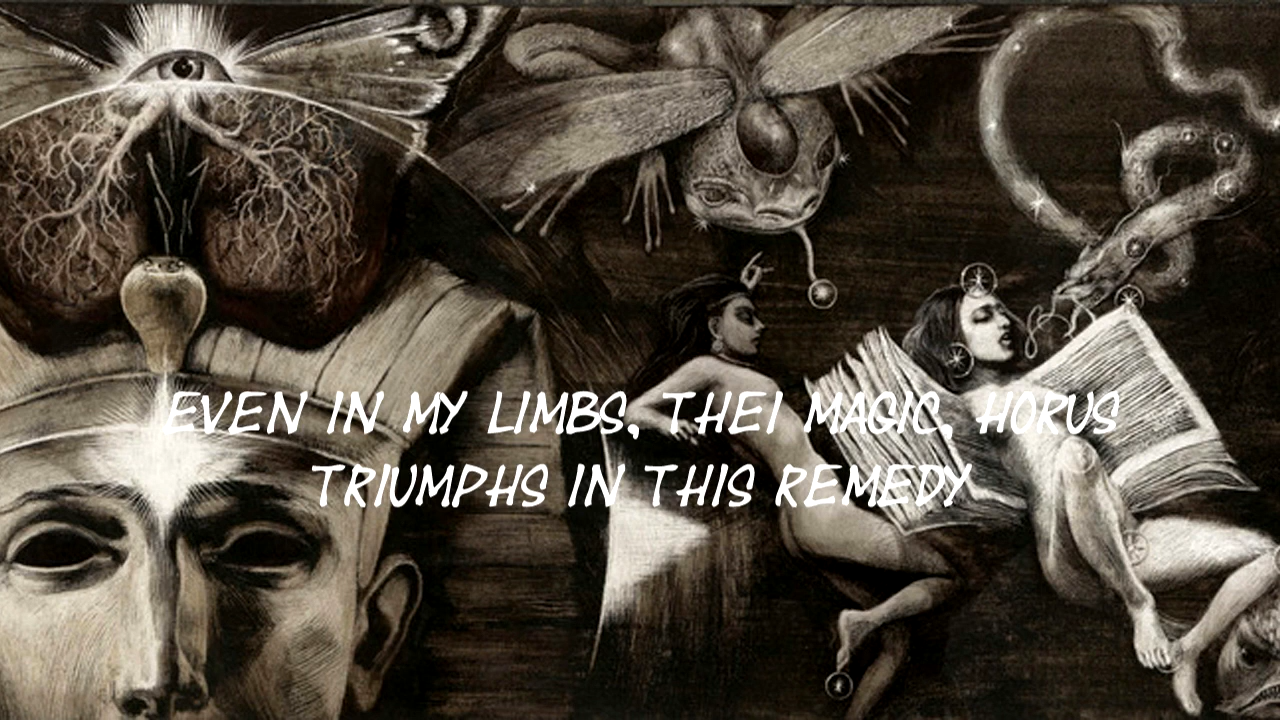 EVEN IN MY LIMBS, THEI MAGIC, HORUS
TRIUMPHS IN THIS REMEDY